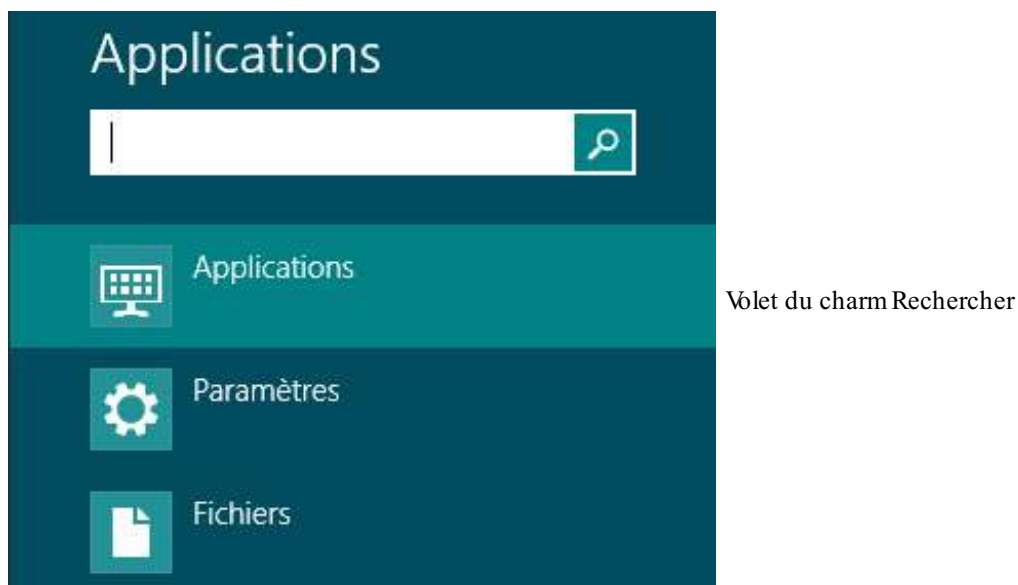 Applications
Applications
Paramètres
Fichiers
Volet du charm Rechercher